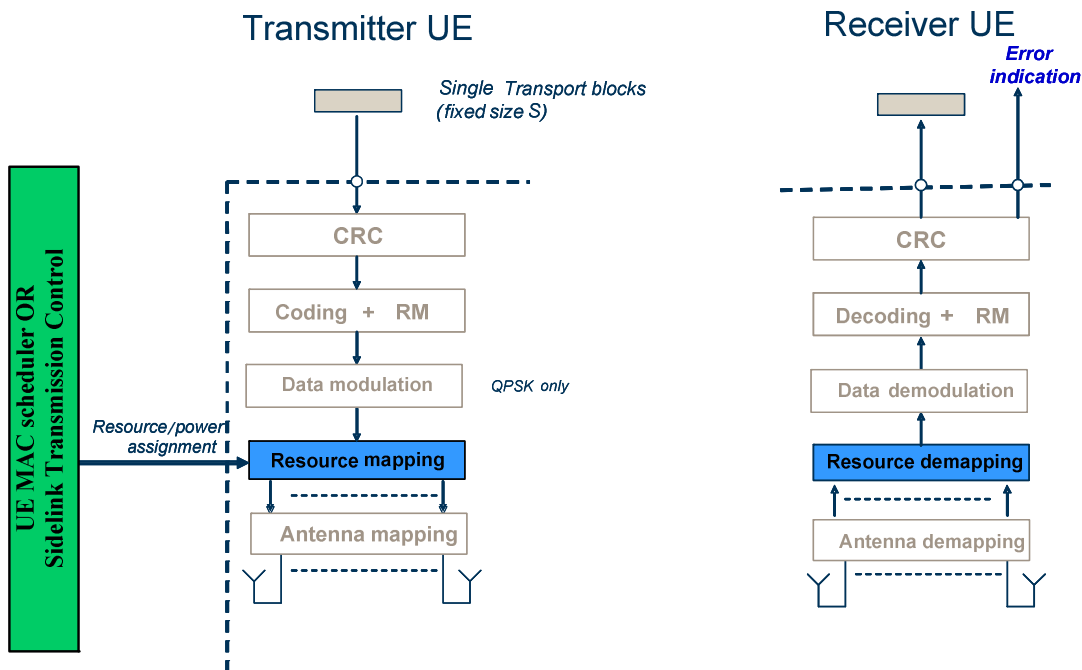 Transmitter UE
Receiver UE
Error
indication
Single Transport blocks
(fixed size S)
UE MAC scheduler OR
Sidelink Transmission Control
CRC
Coding + RM
Data modulation
QPSK only
Resource/power
assignment
Resource mapping
Antenna mapping
CRC
Decoding + RM
Data demodulation
Resource demapping
Antenna demapping